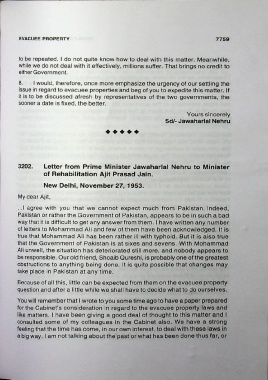 EVACUEE PROPERTY 7759
to be repeated. I do not quite know how to deal with this matter. Meanwhile,
while we do not deal with it effectively, millions suffer. That brings no credit to
either Government.
8. I would, therefore, once more emphasize the urgency of our settling the
issue in regard to evacuee properties and beg of you to expedite this matter. If
it is to be discussed afresh by representatives of the two governments, the
sooner a date is fixed, the better.
Yours sincerely
Sd/- Jawaharlal Nehru
♦ ♦ ♦ ♦ ♦
3202. Letter from Prime Minister Jawaharlal Nehru to Minister
of Rehabilitation Ajit Prasad Jain.
New Delhi, November 27, 1953.
My dear Ajit,
..I agree with you that we cannot expect much from Pakistan. Indeed,
Pakistan or rather the Government of Pakistan, appears to be in such a bad
way that it is difficult to get any answer from them. I have written any number
of letters to Mohammad Ali and few of them have been acknowledged. It is
true that Mohammad Ali has been rather ill with typhoid. But it is also true
that the Government of Pakistan is at sixes and sevens. With Mohammad
Ali unwell, the situation has deteriorated still more, and nobody appears to
be responsible. Our old friend, Shoaib Qureshi, is probably one of the greatest
obstructions to anything being done. It is quite possible that changes may
take place in Pakistan at any time.
Because of all this, little can be expected from them on the evacuee property
question and after a little while we shall have to decide what to do ourselves.
You will remember that I wrote to you some time ago to have a paper prepared
for the Cabinet's consideration in regard to the evacuee property laws and
like matters. I have been giving a good deal of thought to this matter and I
consulted some of my colleagues in the Cabinet also. We have a strong
feeling that the time has come, in our own interest, to deal with these laws in
a big way. I am not talking about the past or what has been done thus far, or